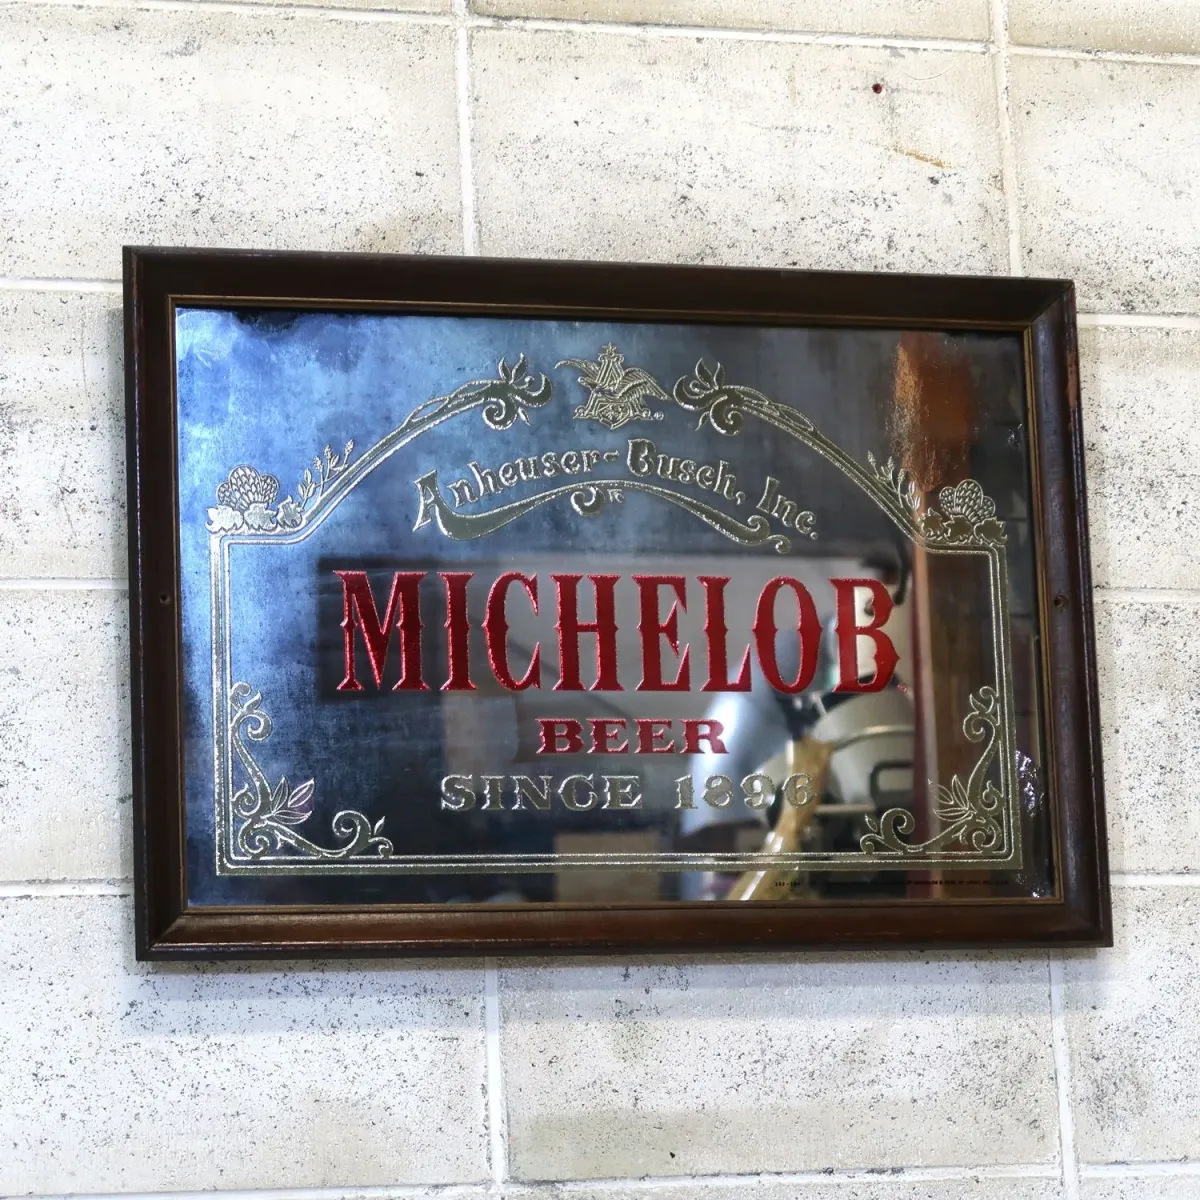 Anheuser-Busch, Inc.
MICHELOB
BEER
SINCE 1896